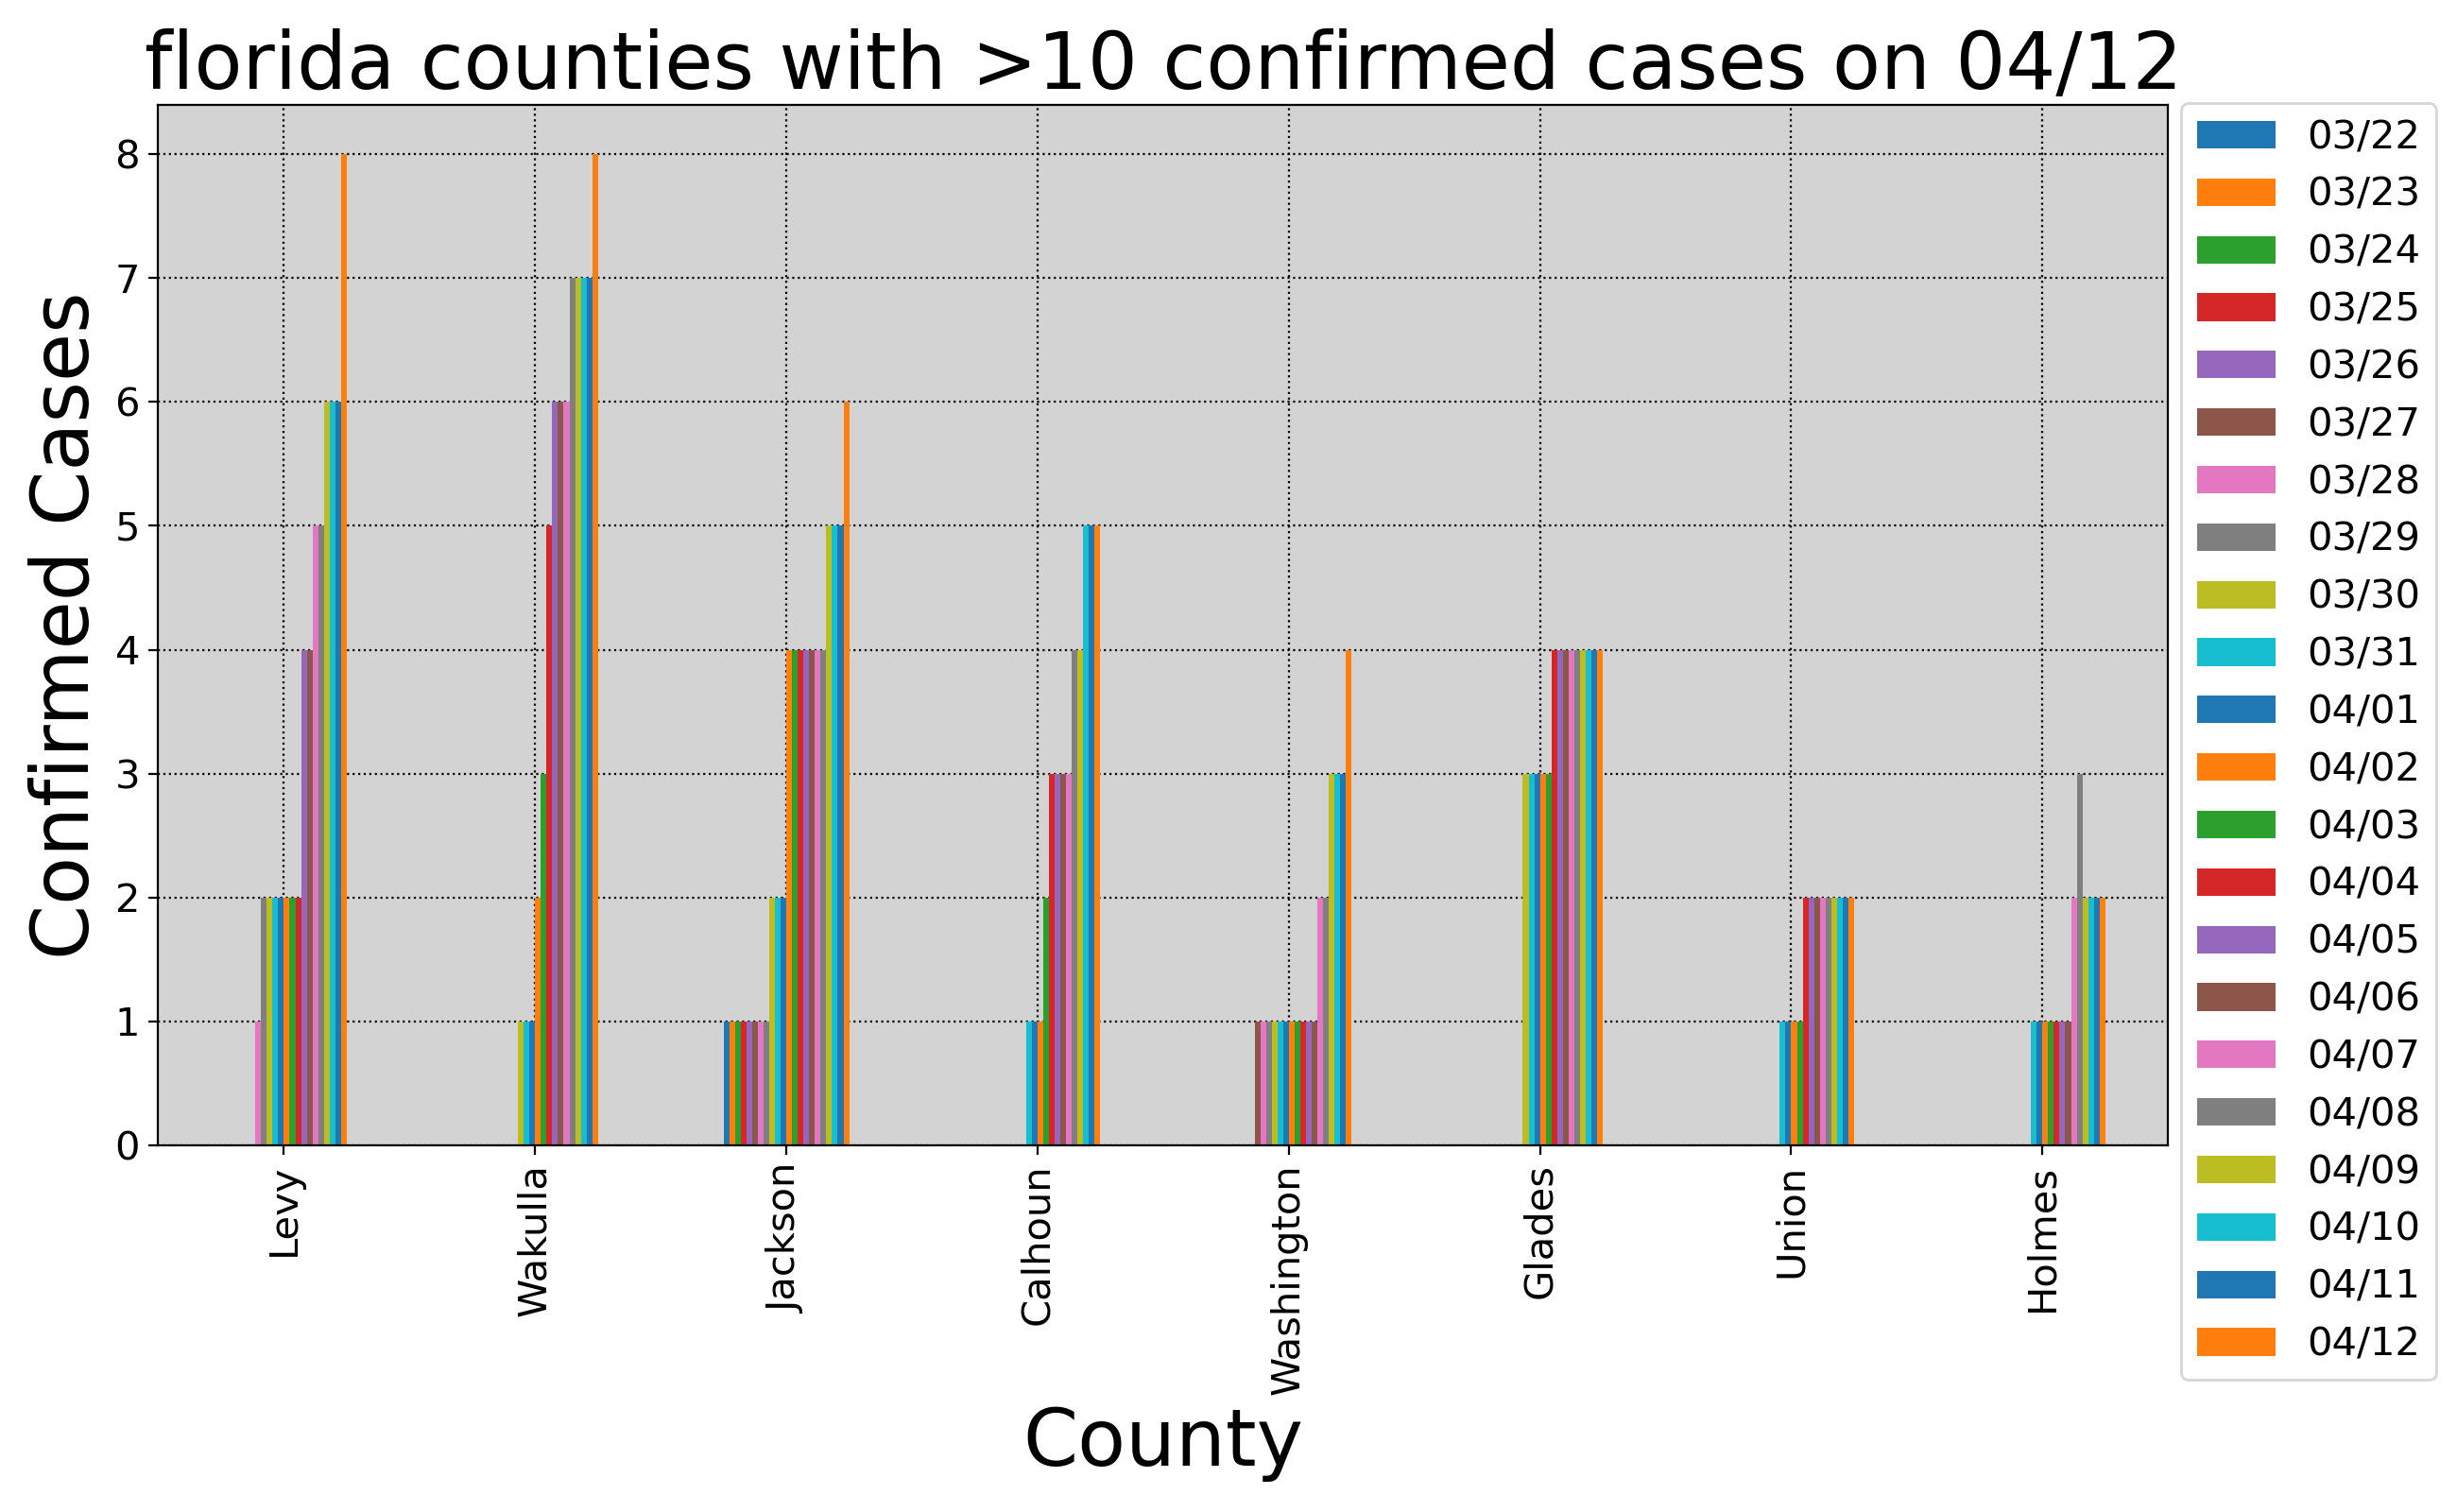 florida counties with >10 confirmed cases on 04/12
Confirmed Cases
8
7
6
5
4
3
2
1
0
Levy
Wakulla
Jackson
Calhoun
Washington
Glades
Union
Holmes
County
03/22
03/23
03/24
03/25
03/26
03/27
03/28
03/29
03/30
03/31
04/01
04/02
04/03
04/04
04/05
04/06
04/07
04/08
04/09
04/10
04/11
04/12